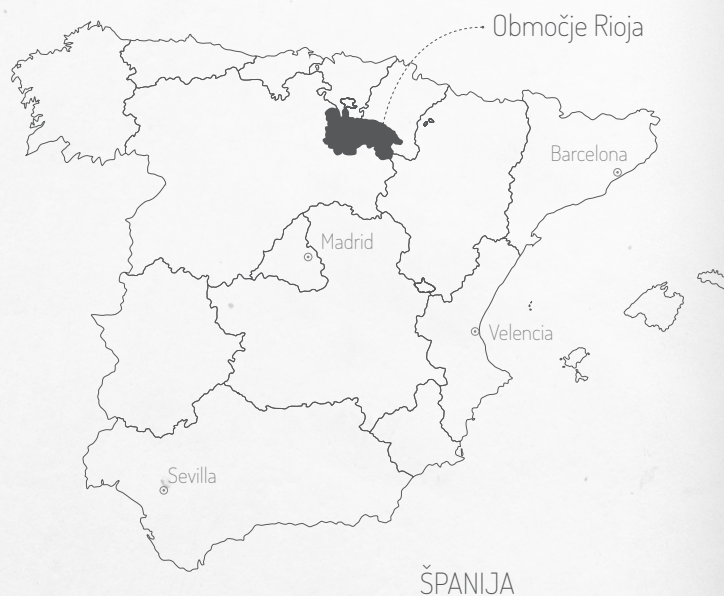 Območje Rioja
Barcelona
Madrid
Velencia
Sevilla
ŠPANIJA